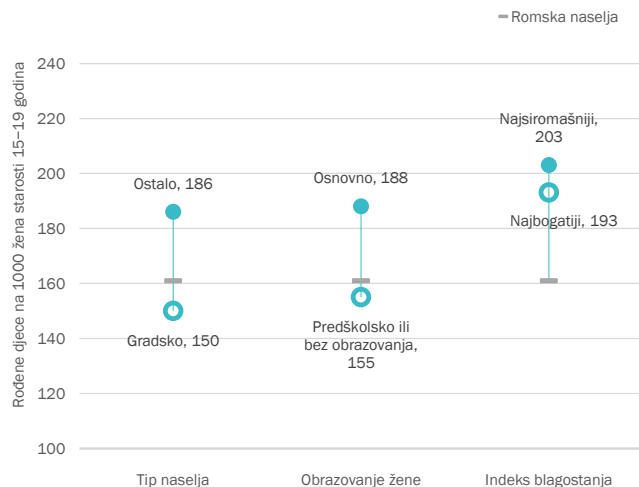 Romska naselja
Rođene djece na 1000 žena starosti 15–19 godina
240
220
200
180
160
140
120
100
Ostalo, 186
Gradsko, 150
Osnovno, 188
Predškolsko ili
bez obrazovanja,
155
Najsiromašniji,
203
Najbogatiji, 193
Tip naselja
Obrazovanje žene
Indeks blagostanja